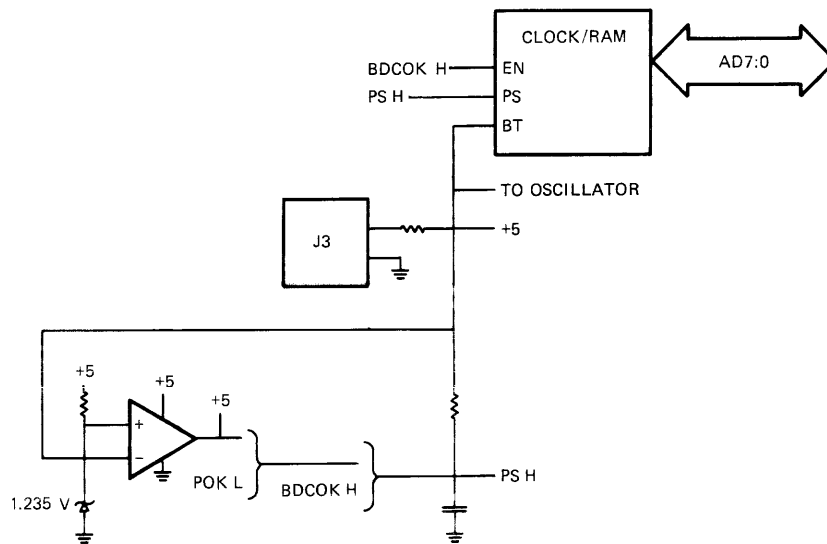 CLOCK/RAM
AD7:0
BDCOK H
EN
PS H
PS
BT
TO OSCILLATOR
J3
+5
+5
+5
+5
+
−
1.235 V
POK L
BDCOK H
PS H